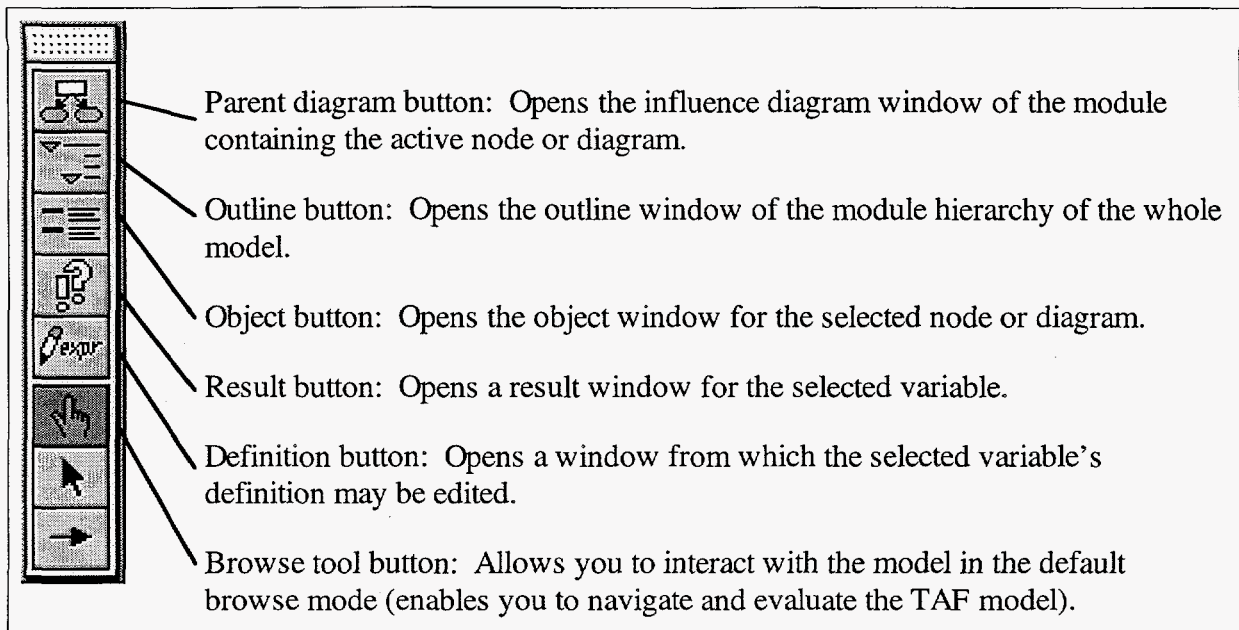 Parent diagram button: Opens the influence diagram window of the module
containing the active node or diagram.
Outline button: Opens the outline window of the module hierarchy of the whole
model.
Object button: Opens the object window for the selected node or diagram.
Result button: Opens a result window for the selected variable.
expr
Definition button: Opens a window from which the selected variable's
definition may be edited.
Browse tool button: Allows you to interact with the model in the default
browse mode (enables you to navigate and evaluate the TAF model).